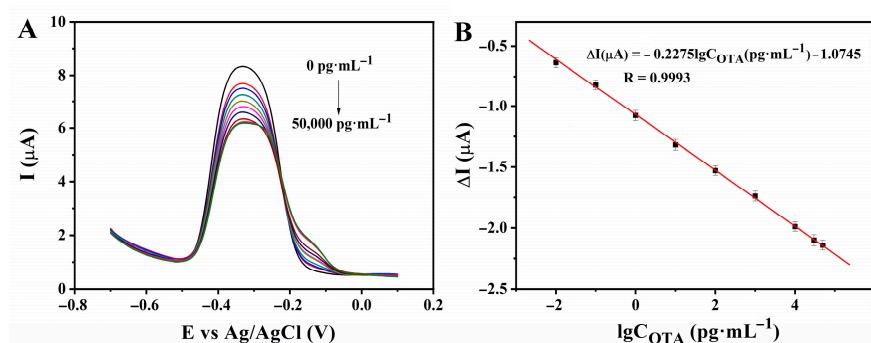 A
10
8
6
4
2
0
I (μA)
0 pg·mL⁻¹
50,000 pg·mL⁻¹
−0.8 −0.6 −0.4 −0.2 0.0 0.2
E vs Ag/AgCl (V)
B
−0.5
−1.0
−1.5
−2.0
−2.5
ΔI (μA)
ΔI(μA) = − 0.2275lgC_OTA(pg·mL⁻¹) −1.0745
R = 0.9993
−2 0 2 4
lgC_OTA (pg·mL⁻¹)